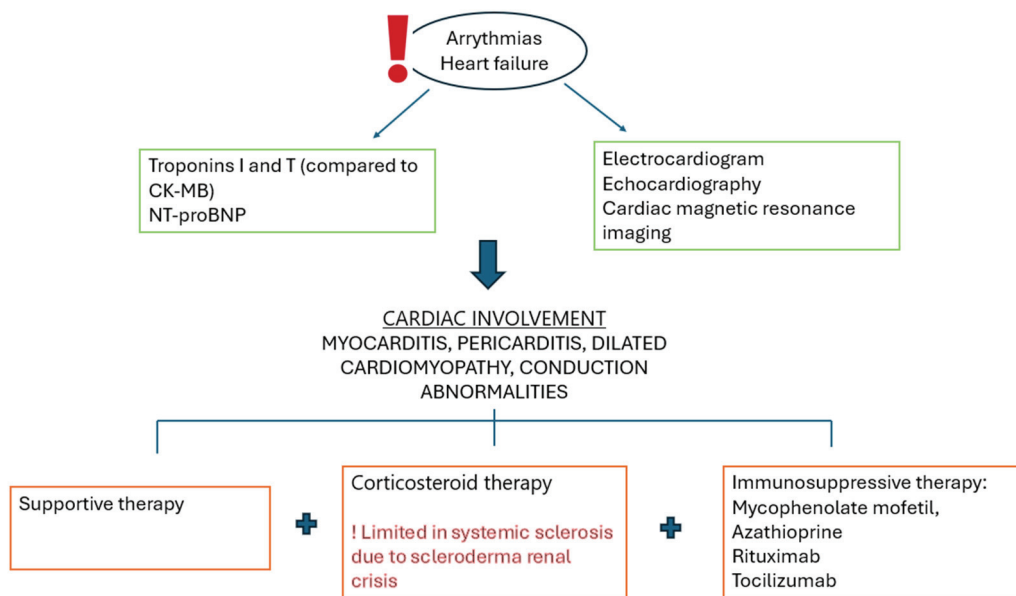 Arrythmias
Heart failure
Troponins I and T (compared to
CK-MB)
NT-proBNP
Electrocardiogram
Echocardiography
Cardiac magnetic resonance
imaging
CARDIAC INVOLVEMENT
MYOCARDITIS, PERICARDITIS, DILATED
CARDIOMYOPATHY, CONDUCTION
ABNORMALITIES
Supportive therapy
Corticosteroid therapy
! Limited in systemic sclerosis
due to scleroderma renal
crisis
Immunosuppressive therapy:
Mycophenolate mofetil,
Azathioprine
Rituximab
Tocilizumab